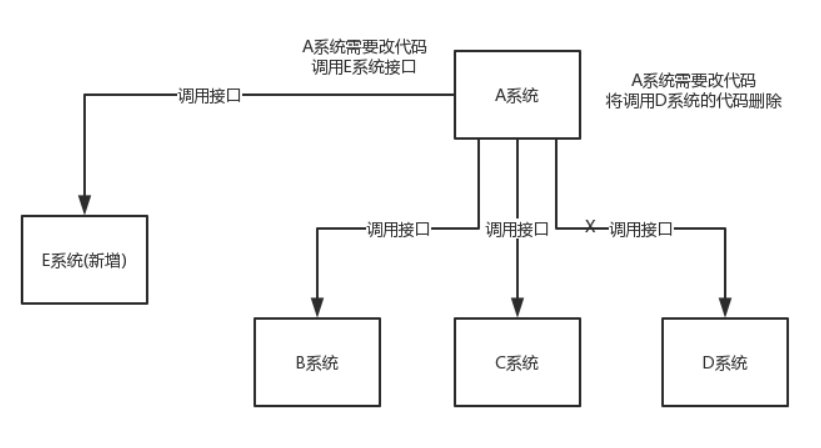 A系统需要改代码
调用E系统接口
A系统
A系统需要改代码
将调用D系统的代码删除
调用接口
E系统(新增)
调用接口
调用接口
X
调用接口
B系统
C系统
D系统